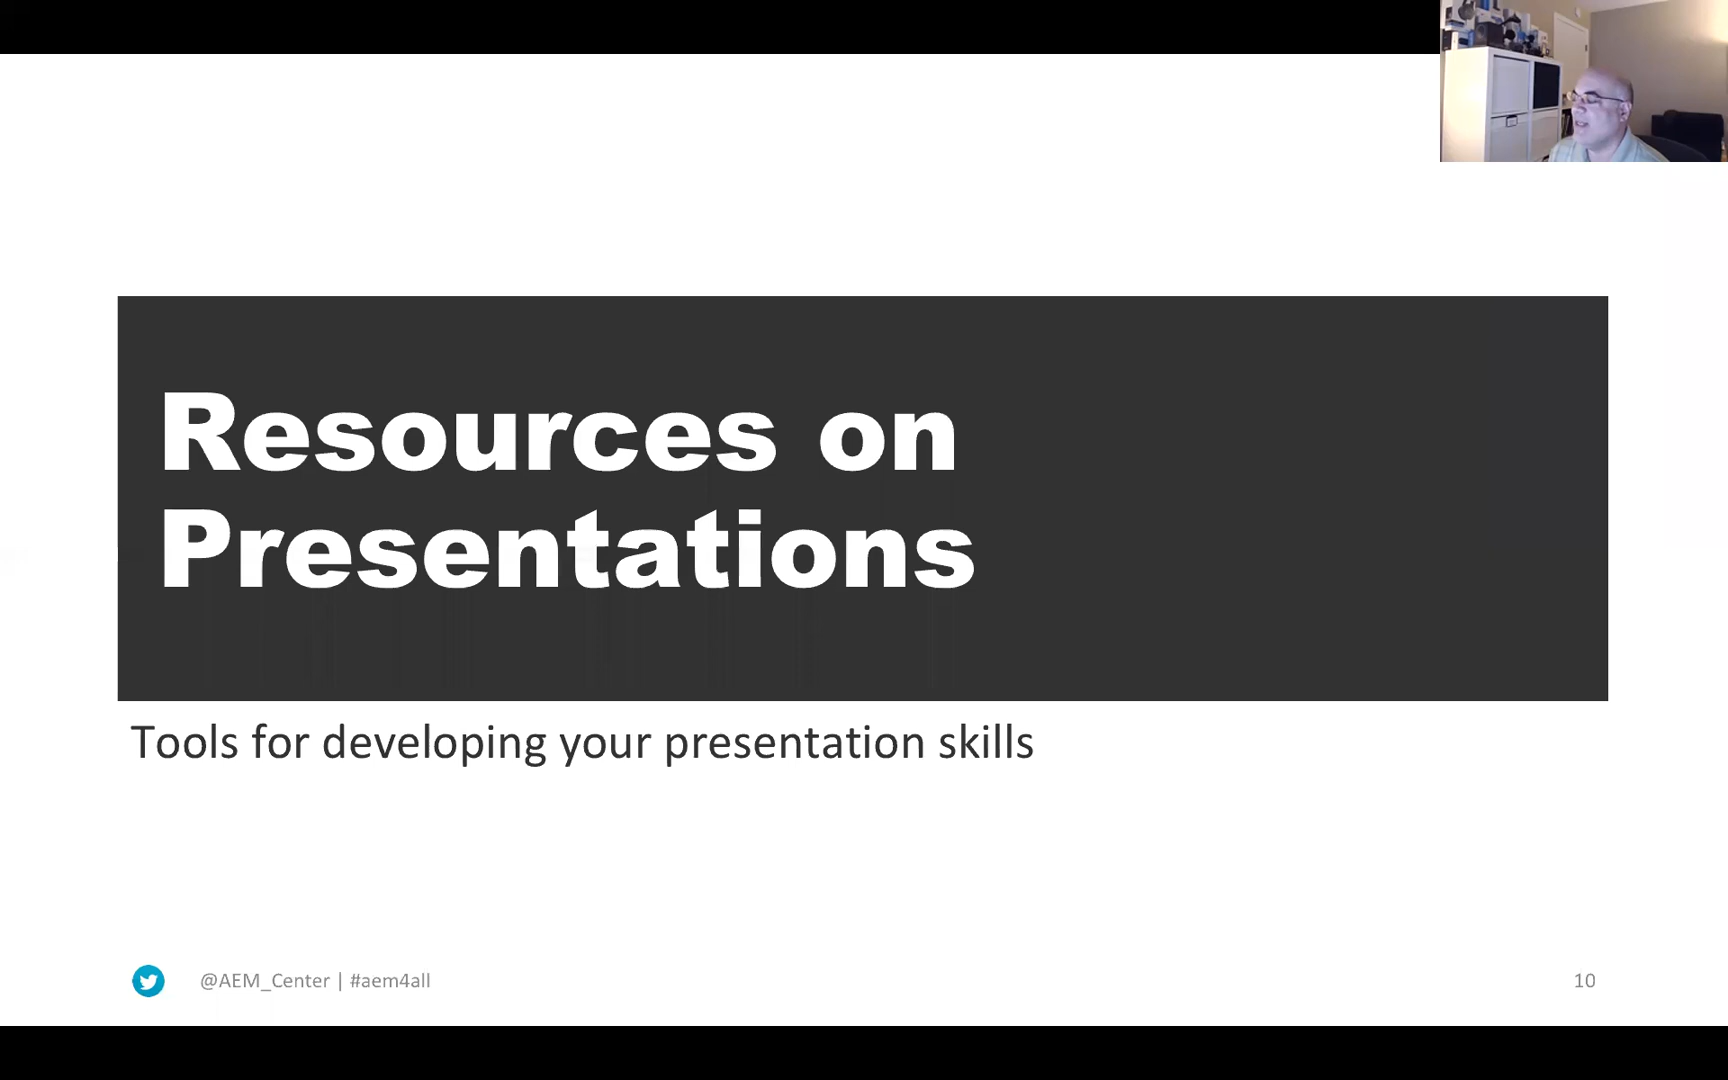 Resources on
Presentations
Tools for developing your presentation skills
@AEM_Center | #aem4all
10